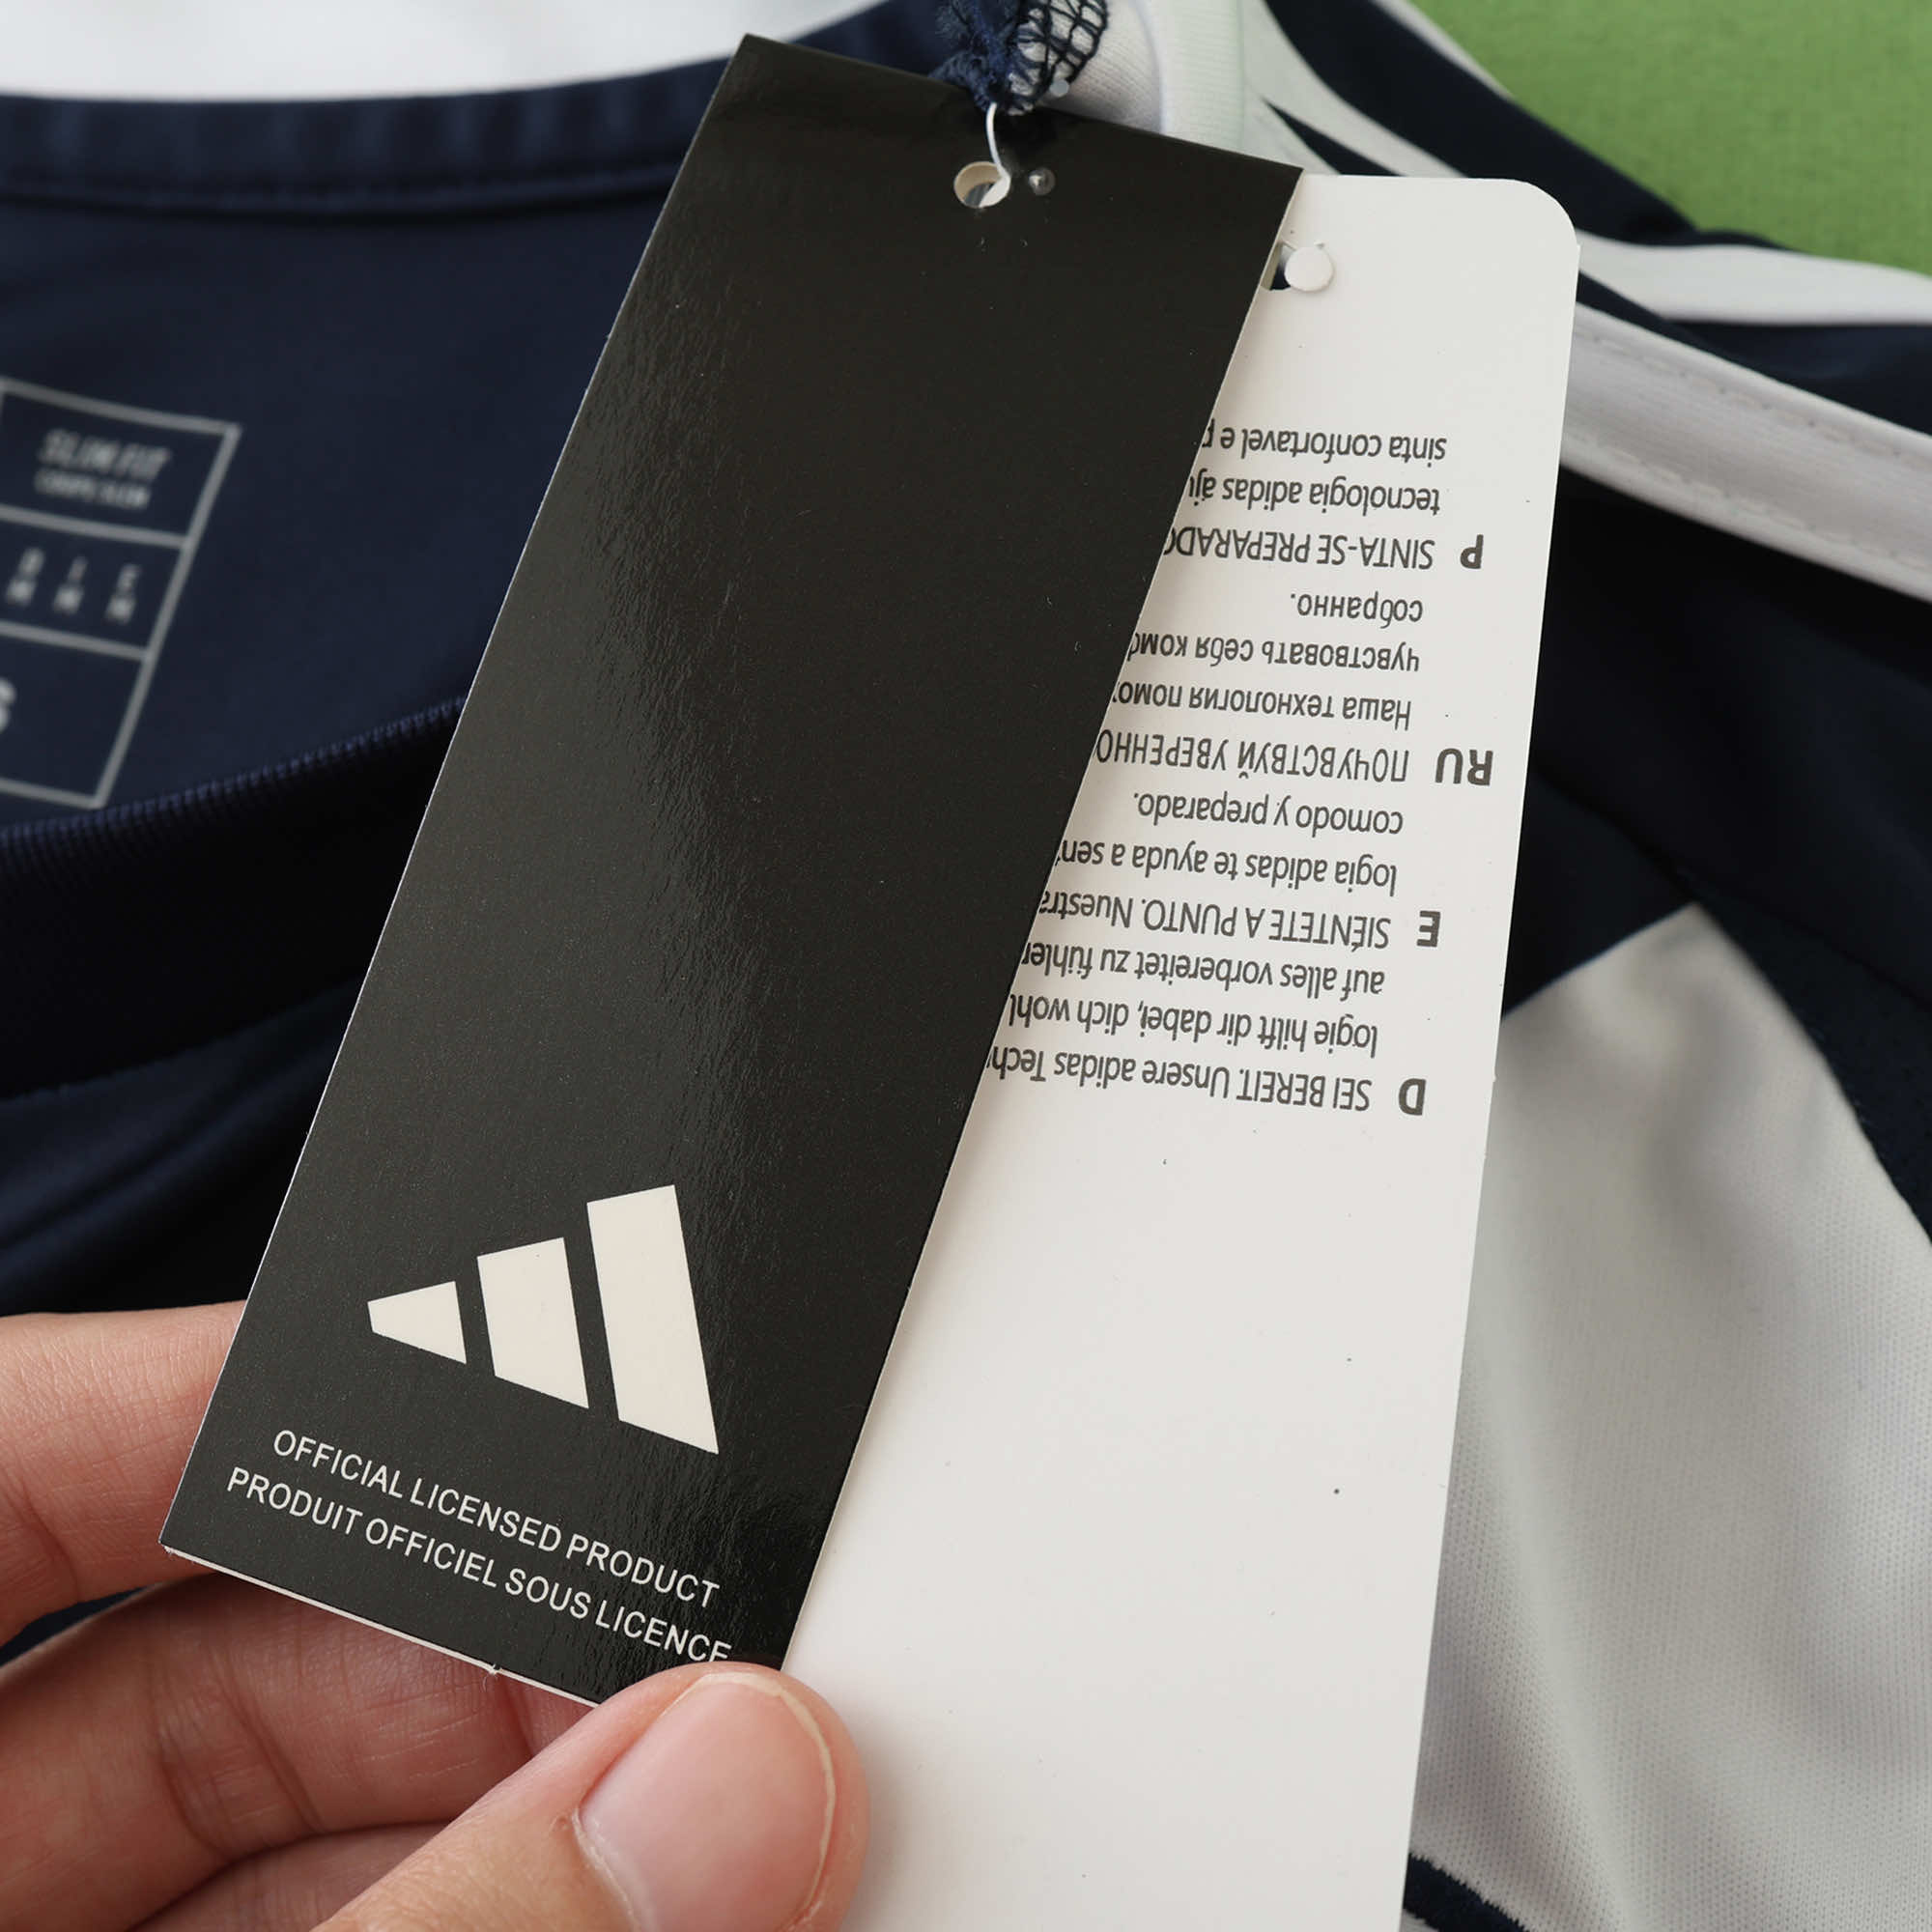 OFFICIAL LICENSED PRODUCT
PRODUIT OFFICIEL SOUS LICENCE
D SEI BEREIT. Unsere adidas Tech
logie hilft dir dabei, dich wohl
auf alles vorbereitet zu fühlen
E SIÉNTETE A PUNTO. Nuestra
logia adidas te ayuda a sen
comodo y preparado.
RU ПОЧУВСТВУЙ УВЕРЕННО
Наша технология помо
чувствовать себя комф
собранно.
P SINTA-SE PREPARADO
tecnologia adidas aju
sinta confortavel e p
SLIM FIT
D I E
M M M
S